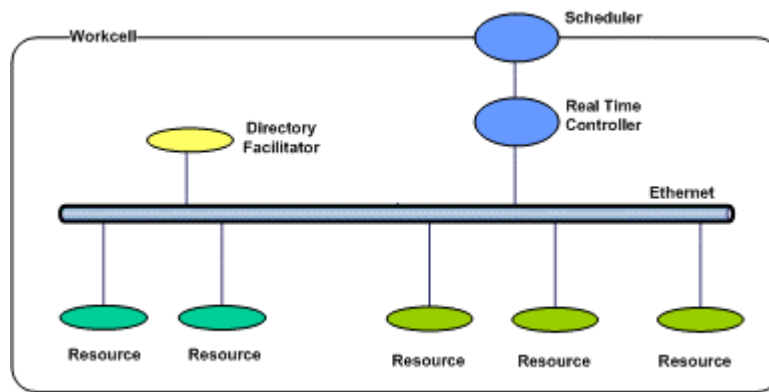 Scheduler
Workcell
Real Time
Controller
Directory
Facilitator
Ethernet
Resource
Resource
Resource
Resource
Resource